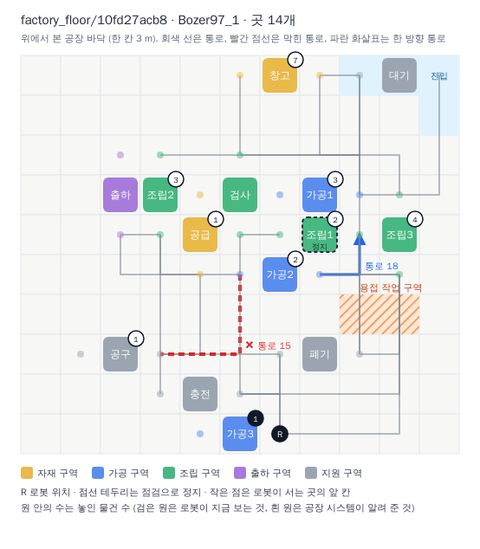 factory_floor/10fd27acb8 · Bozer97_1 · 곳 14개
위에서 본 공장 바닥 (한 칸 3 m). 회색 선은 통로, 빨간 점선은 막힌 통로, 파란 화살표는 한 방향 통로
7
창고
대기
진입
3
3
출하
조립2
검사
가공1
1
2
4
공급
조립1
정지
조립3
2
가공2
통로 18
용접 작업 구역
1
× 통로 15
공구
폐기
충전
1
가공3
R
자재 구역
가공 구역
조립 구역
출하 구역
지원 구역
R 로봇 위치 · 점선 테두리는 점검으로 정지 · 작은 점은 로봇이 서는 곳의 앞 칸
원 안의 수는 놓인 물건 수 (검은 원은 로봇이 지금 보는 것, 흰 원은 공장 시스템이 알려 준 것)